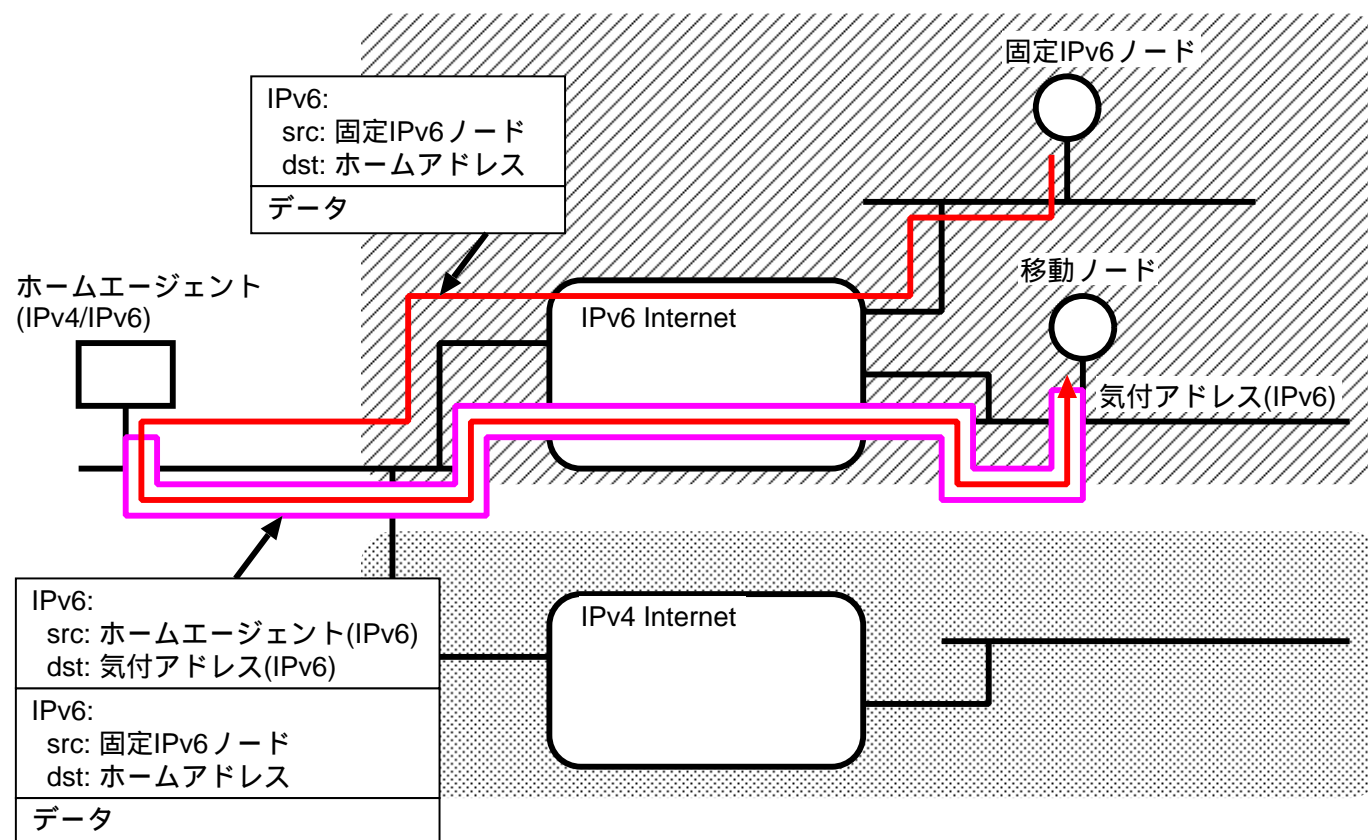 固定IPv6ノード
IPv6:
src: 固定IPv6ノード
dst: ホームアドレス
データ
移動ノード
ホームエージェント
(IPv4/IPv6)
IPv6 Internet
気付アドレス(IPv6)
IPv6:
src: ホームエージェント(IPv6)
dst: 気付アドレス(IPv6)
IPv6:
src: 固定IPv6ノード
dst: ホームアドレス
データ
IPv4 Internet